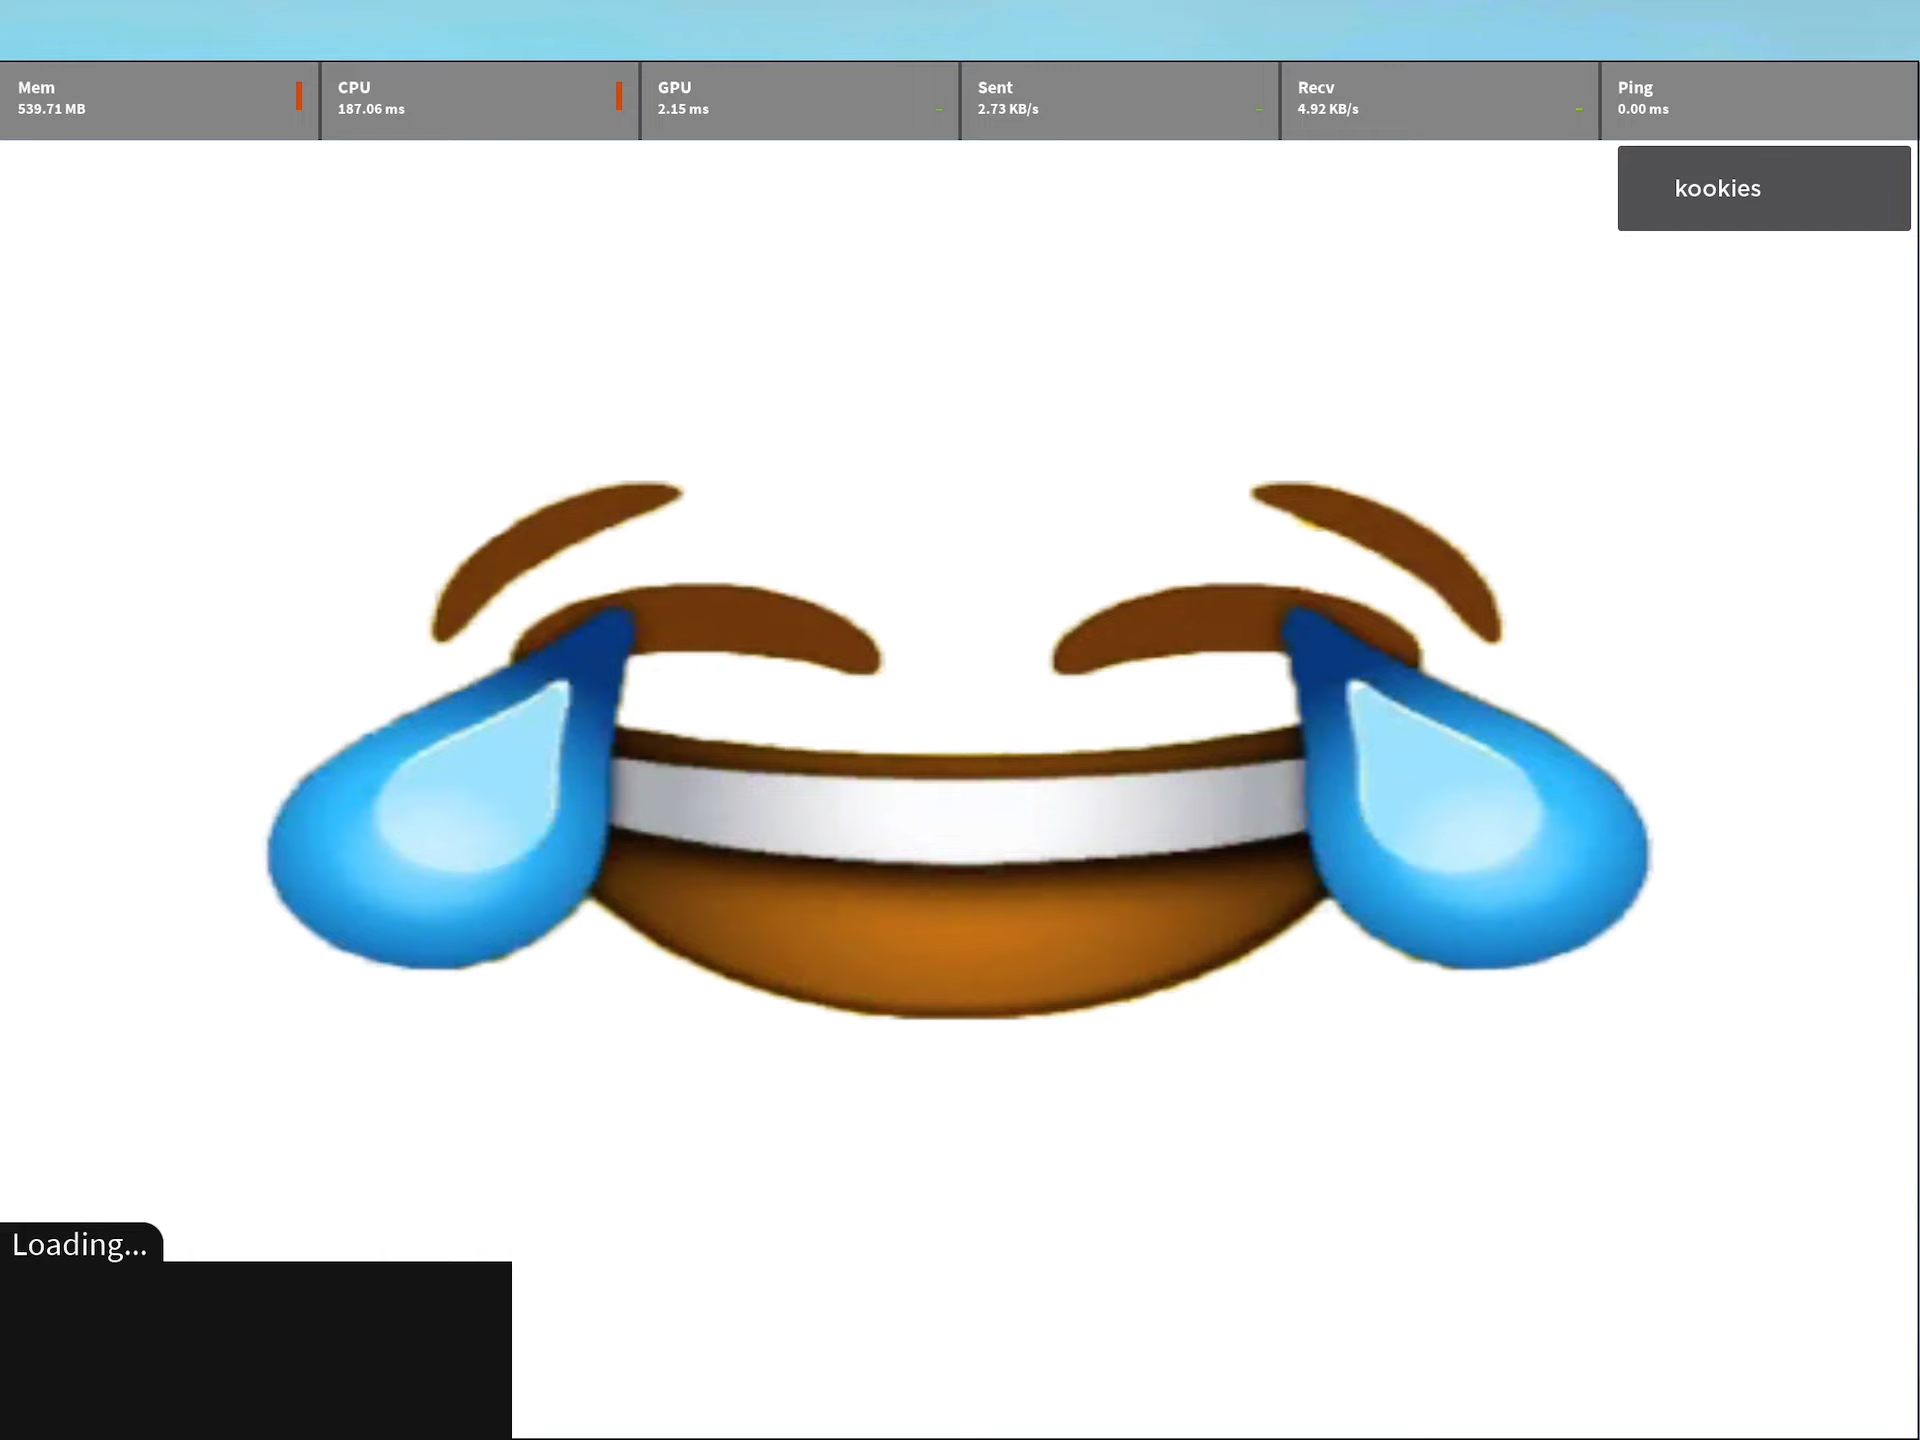 Mem
539.71 MB
CPU
187.06 ms
GPU
2.15 ms
Sent
2.73 KB/s
Recv
4.92 KB/s
Ping
0.00 ms
kookies
Loading...